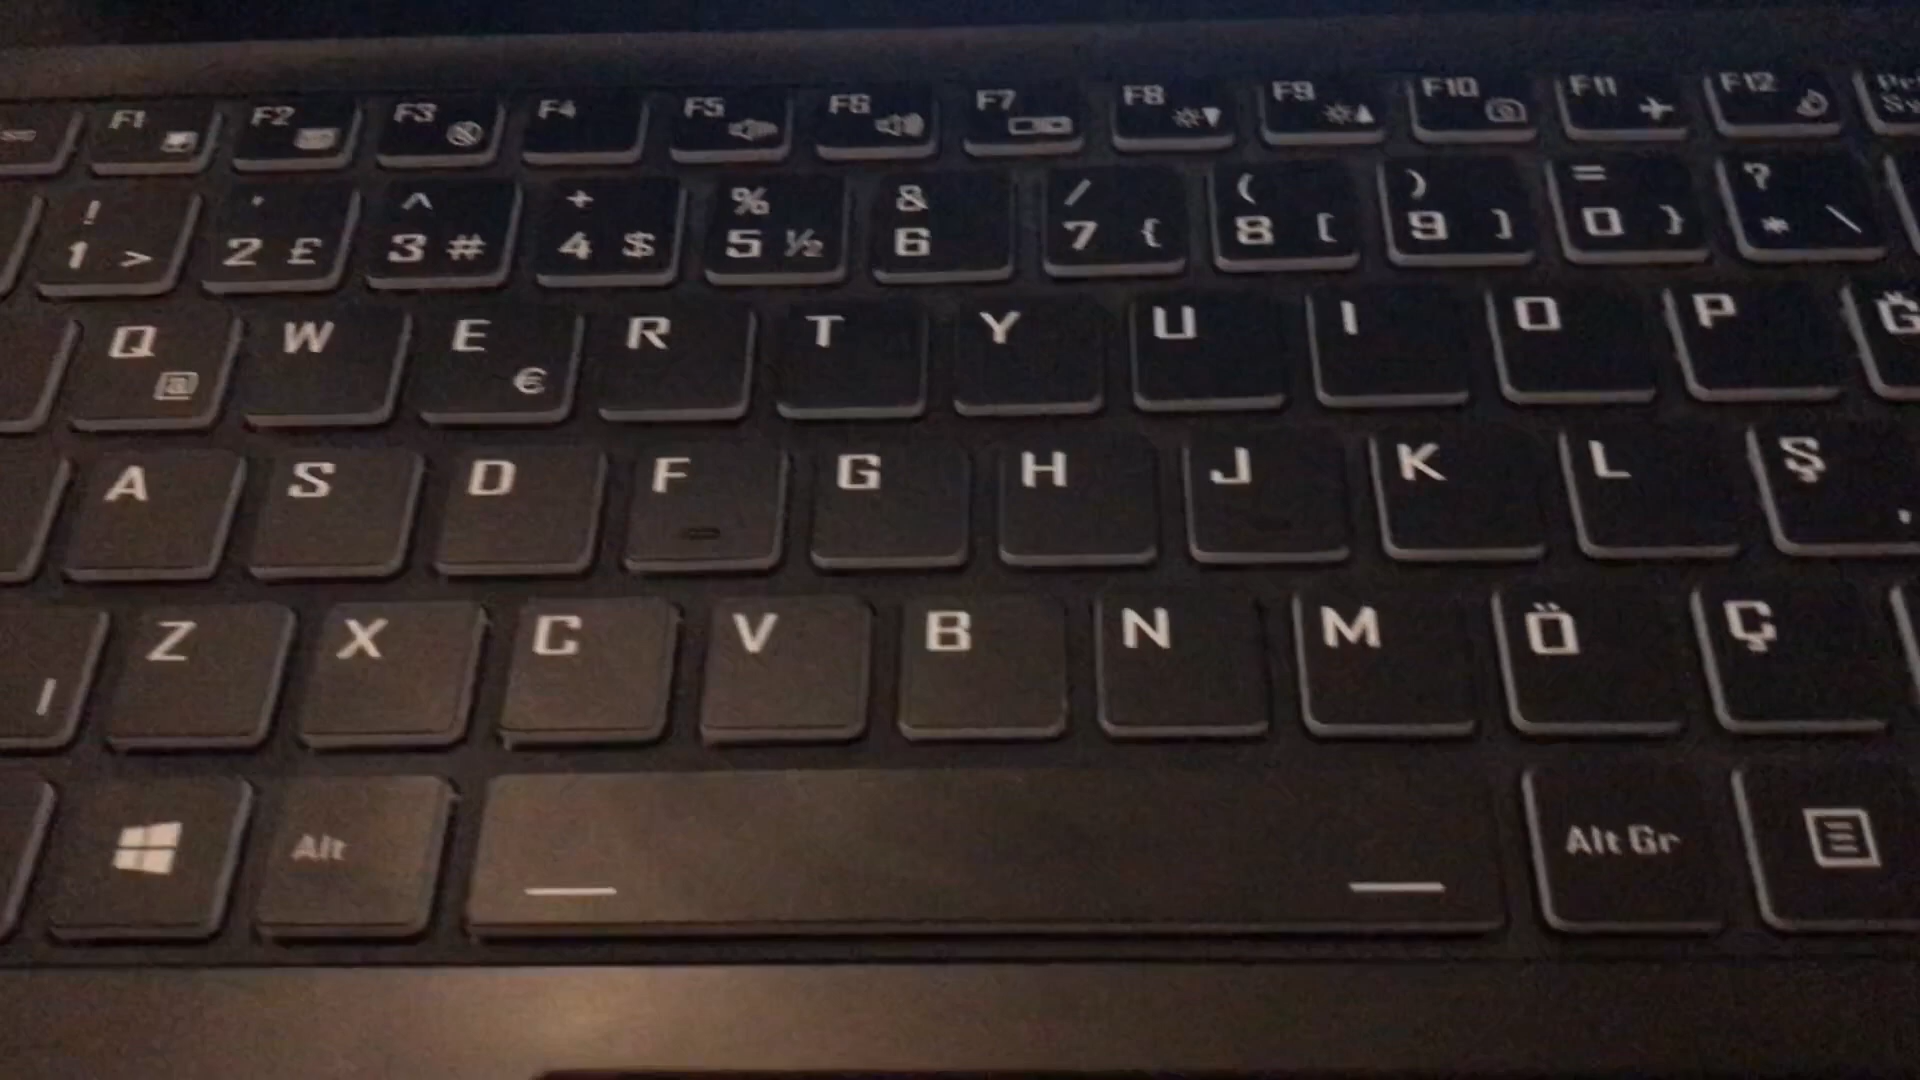 F1 F2 F3 F4 F5 F6 F7 F8 F9 F10 F11 F12
! ' ^ + % & / ( ) = ?
1 > 2 £ 3 # 4 $ 5 ½ 6 7 { 8 [ 9 ] 0 } * \
Q W E R T Y U I O P Ğ
@ €
A S D F G H J K L Ş
Z X C V B N M Ö Ç
Alt Alt Gr